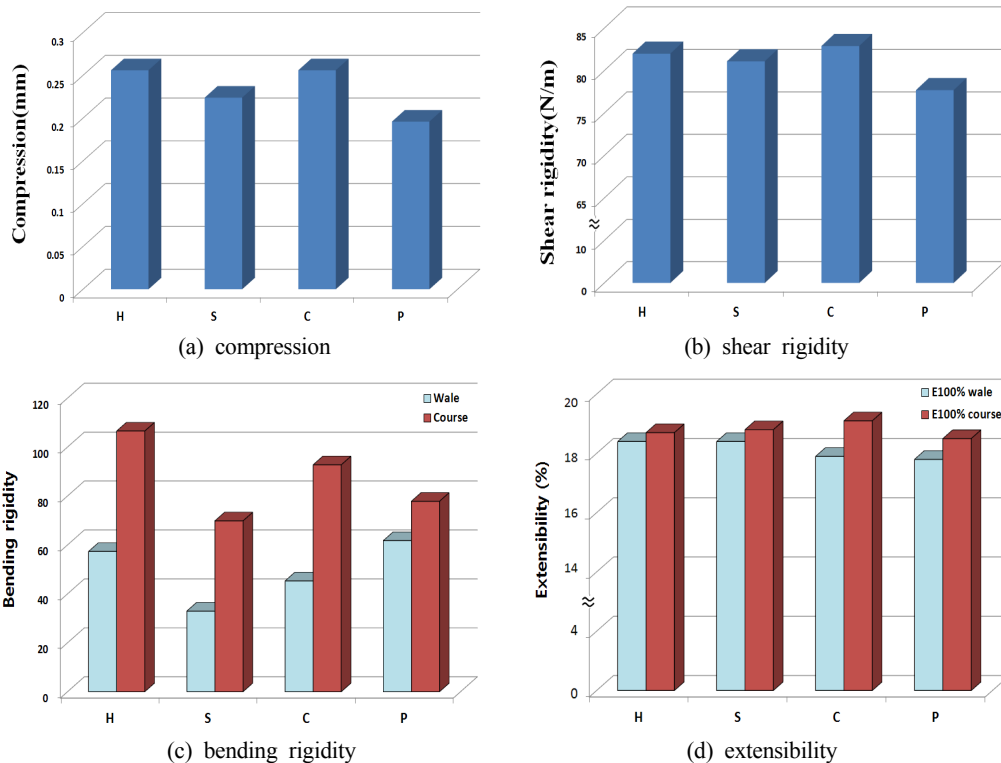 Compression(mm)
0.3
0.25
0.2
0.15
0.1
0.05
0
H S C P
(a) compression
Shear rigidity(N/m)
85
80
75
70
65
≈
10
0
H S C P
(b) shear rigidity
Bending rigidity
120
100
80
60
40
20
0
Wale
Course
H S C P
(c) bending rigidity
Extensibility (%)
20
18
16
14
≈
4
0
E100% wale
E100% course
H S C P
(d) extensibility